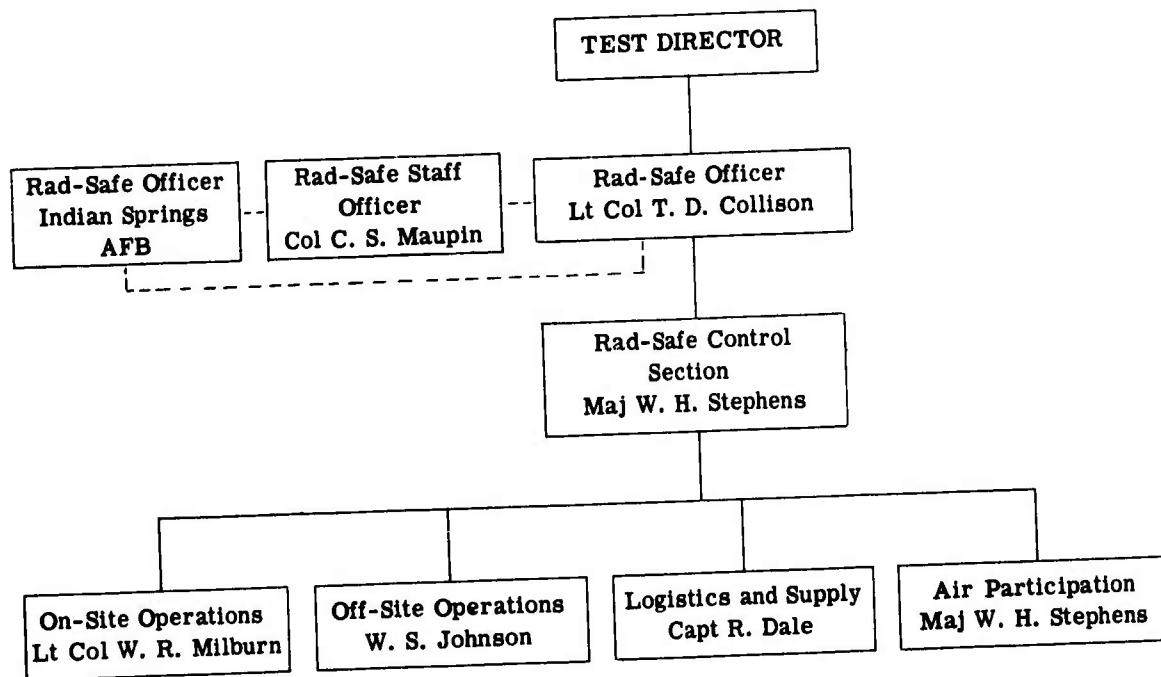 TEST DIRECTOR
Rad-Safe Officer
Indian Springs
AFB
Rad-Safe Staff
Officer
Col C. S. Maupin
Rad-Safe Officer
Lt Col T. D. Collison
Rad-Safe Control
Section
Maj W. H. Stephens
On-Site Operations
Lt Col W. R. Milburn
Off-Site Operations
W. S. Johnson
Logistics and Supply
Capt R. Dale
Air Participation
Maj W. H. Stephens